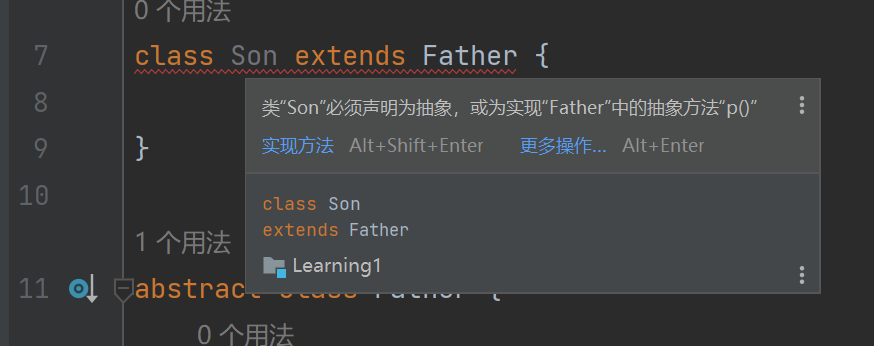 0 个用法
7 class Son extends Father {
8
类“Son”必须声明为抽象，或为实现“Father”中的抽象方法“p()”
9 }
实现方法 Alt+Shift+Enter 更多操作... Alt+Enter
10
class Son
extends Father
1 个用法
Learning1
11 abstract class Father {
0 个用法